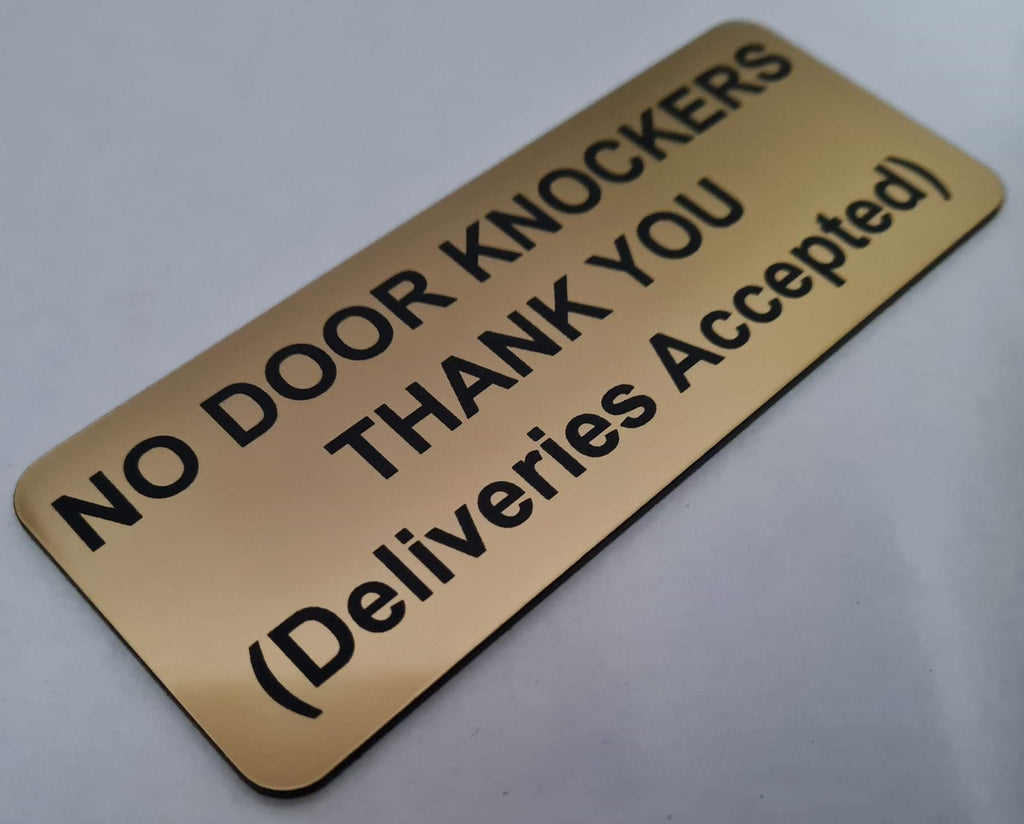 NO DOOR KNOCKERS
THANK YOU
(Deliveries Accepted)